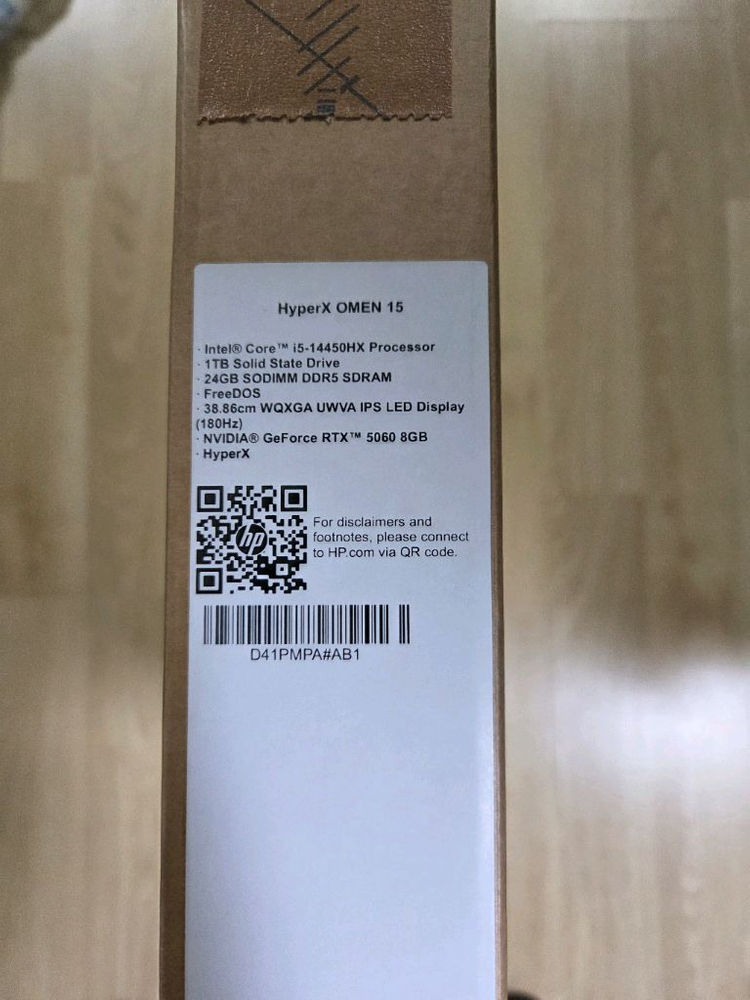 HyperX OMEN 15
· Intel® Core™ i5-14450HX Processor
· 1TB Solid State Drive
· 24GB SODIMM DDR5 SDRAM
· FreeDOS
· 38.86cm WQXGA UWVA IPS LED Display
(180Hz)
· NVIDIA® GeForce RTX™ 5060 8GB
· HyperX
hp
For disclaimers and
footnotes, please connect
to HP.com via QR code.
D41PMPA#AB1